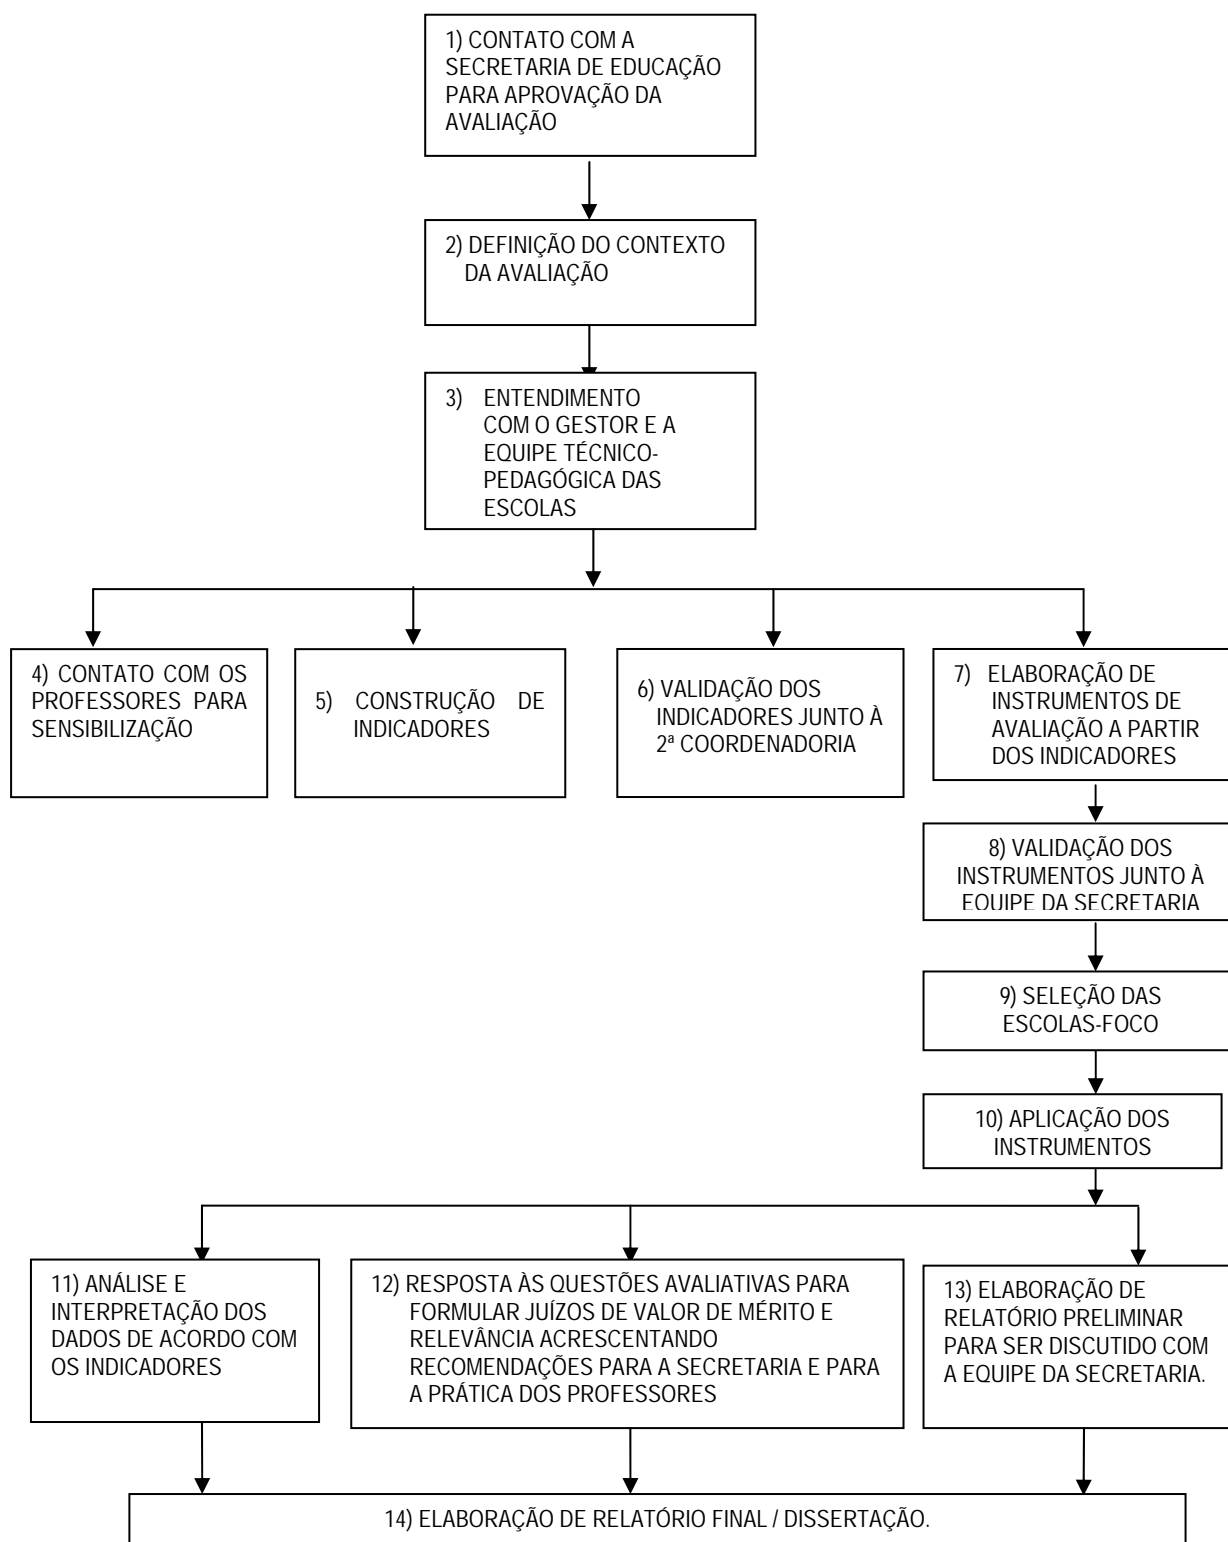 1) CONTATO COM A
SECRETARIA DE EDUCAÇÃO
PARA APROVAÇÃO DA
AVALIAÇÃO
2) DEFINIÇÃO DO CONTEXTO
DA AVALIAÇÃO
3) ENTENDIMENTO
COM O GESTOR E A
EQUIPE TÉCNICO-
PEDAGÓGICA DAS
ESCOLAS
4) CONTATO COM OS
PROFESSORES PARA
SENSIBILIZAÇÃO
5) CONSTRUÇÃO DE
INDICADORES
6) VALIDAÇÃO DOS
INDICADORES JUNTO À
2ª COORDENADORIA
7) ELABORAÇÃO DE
INSTRUMENTOS DE
AVALIAÇÃO A PARTIR
DOS INDICADORES
8) VALIDAÇÃO DOS
INSTRUMENTOS JUNTO À
EQUIPE DA SECRETARIA
9) SELEÇÃO DAS
ESCOLAS-FOCO
10) APLICAÇÃO DOS
INSTRUMENTOS
11) ANÁLISE E
INTERPRETAÇÃO DOS
DADOS DE ACORDO COM
OS INDICADORES
12) RESPOSTA ÀS QUESTÕES AVALIATIVAS PARA
FORMULAR JUÍZOS DE VALOR DE MÉRITO E
RELEVÂNCIA ACRESCENTANDO
RECOMENDAÇÕES PARA A SECRETARIA E PARA
A PRÁTICA DOS PROFESSORES
13) ELABORAÇÃO DE
RELATÓRIO PRELIMINAR
PARA SER DISCUTIDO COM
A EQUIPE DA SECRETARIA.
14) ELABORAÇÃO DE RELATÓRIO FINAL / DISSERTAÇÃO.